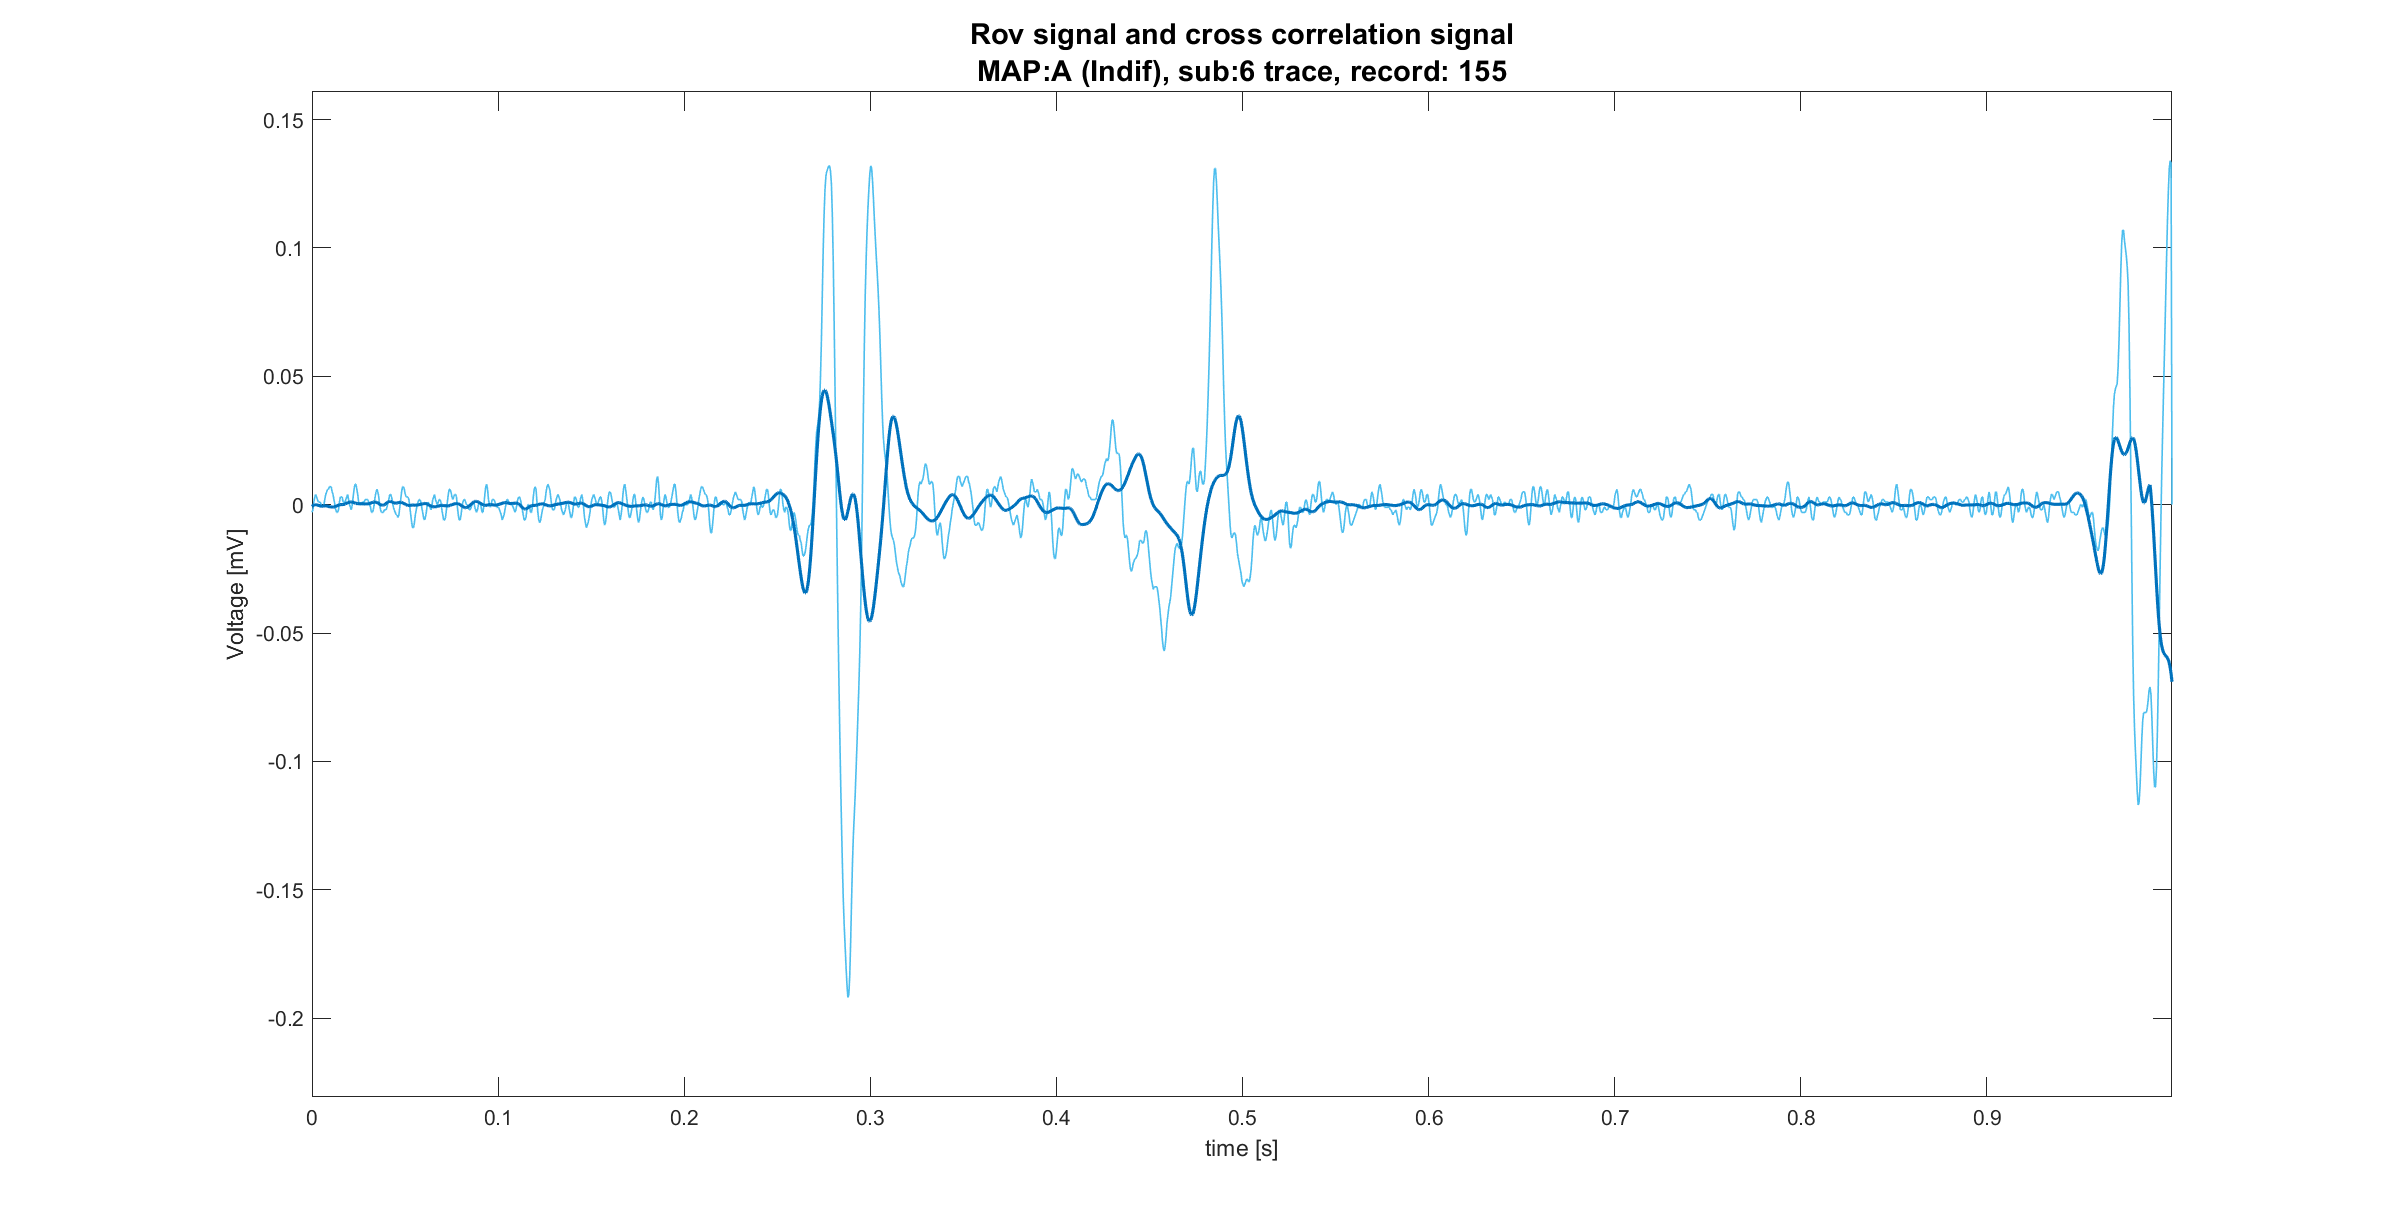 Rov signal and cross correlation signal
MAP:A (Indif), sub:6 trace, record: 155
0.15
0.1
0.05
0
-0.05
-0.1
-0.15
-0.2
Voltage [mV]
0 0.1 0.2 0.3 0.4 0.5 0.6 0.7 0.8 0.9
time [s]